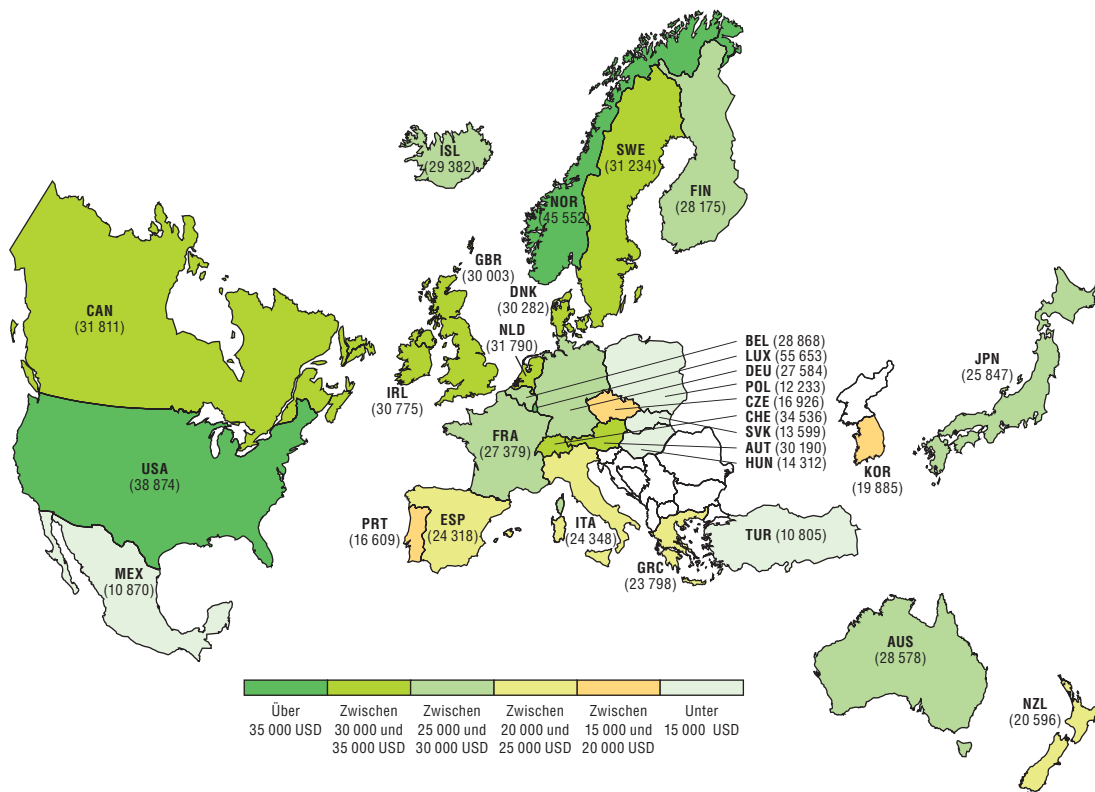 ISL
(29 382)
SWE
(31 234)
FIN
(28 175)
NOR
(45 552)
GBR
(30 003)
DNK
(30 282)
NLD
(31 790)
CAN
(31 811)
IRL
(30 775)
BEL (28 868)
LUX (55 653)
DEU (27 584)
POL (12 233)
CZE (16 926)
CHE (34 536)
SVK (13 599)
AUT (30 190)
HUN (14 312)
JPN
(25 847)
KOR
(19 885)
FRA
(27 379)
USA
(38 874)
PRT
(16 609)
ESP
(24 318)
ITA
(24 348)
GRC
(23 798)
TUR (10 805)
MEX
(10 870)
AUS
(28 578)
NZL
(20 596)
Über
35 000 USD
Zwischen
30 000 und
35 000 USD
Zwischen
25 000 und
30 000 USD
Zwischen
20 000 und
25 000 USD
Zwischen
15 000 und
20 000 USD
Unter
15 000 USD